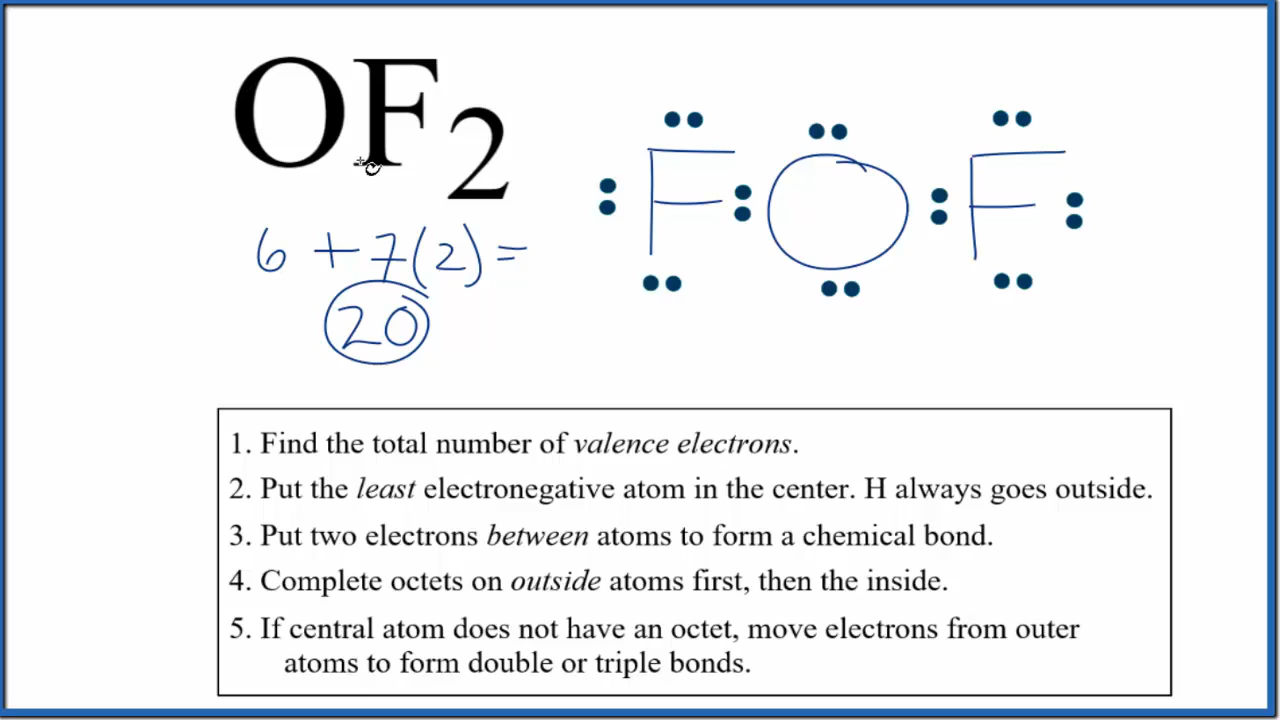 OF2
6 + 7(2) =
20
F O F
1. Find the total number of valence electrons.
2. Put the least electronegative atom in the center. H always goes outside.
3. Put two electrons between atoms to form a chemical bond.
4. Complete octets on outside atoms first, then the inside.
5. If central atom does not have an octet, move electrons from outer
atoms to form double or triple bonds.